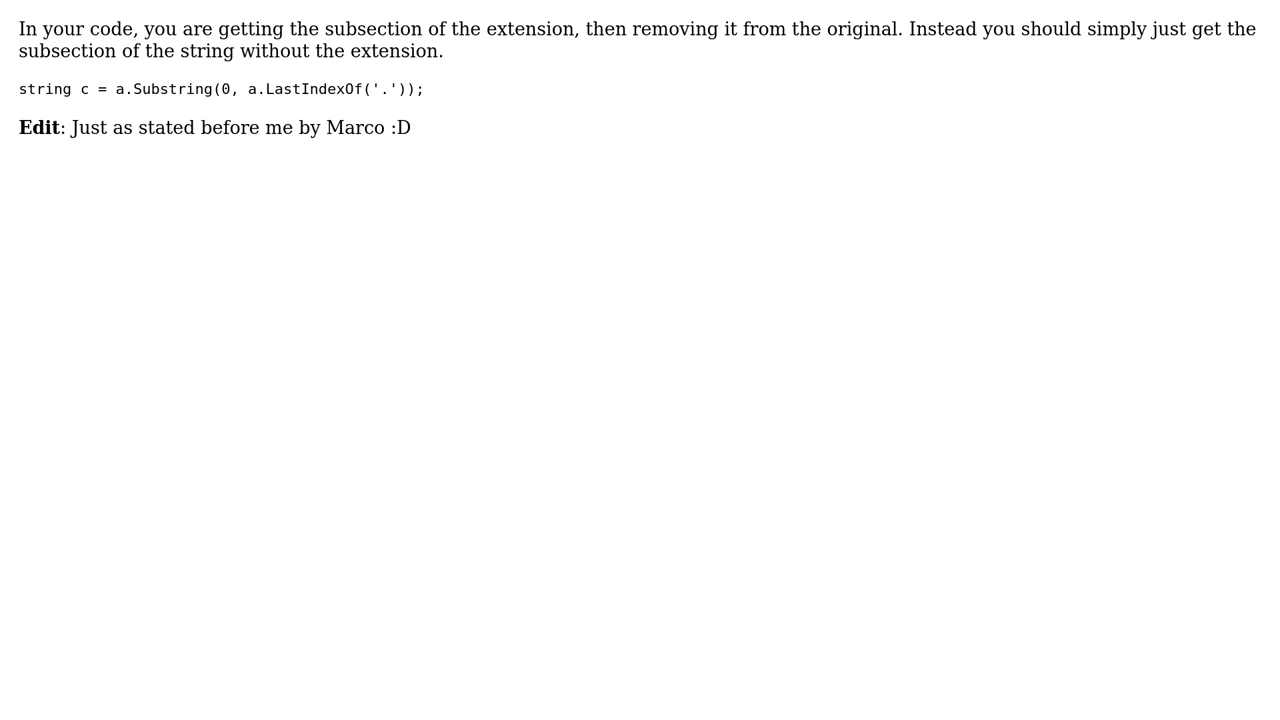 In your code, you are getting the subsection of the extension, then removing it from the original. Instead you should simply just get the
subsection of the string without the extension.
string c = a.Substring(0, a.LastIndexOf('.'));
Edit: Just as stated before me by Marco :D